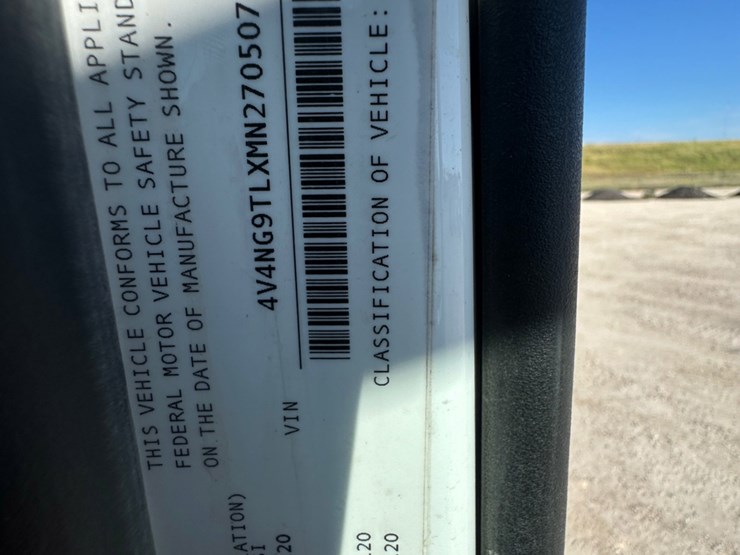 THIS VEHICLE CONFORMS TO ALL APPLI
FEDERAL MOTOR VEHICLE SAFETY STAND
ON THE DATE OF MANUFACTURE SHOWN.
ATION)
20
VIN
4V4NG9TLXMN270507
20
20
CLASSIFICATION OF VEHICLE: